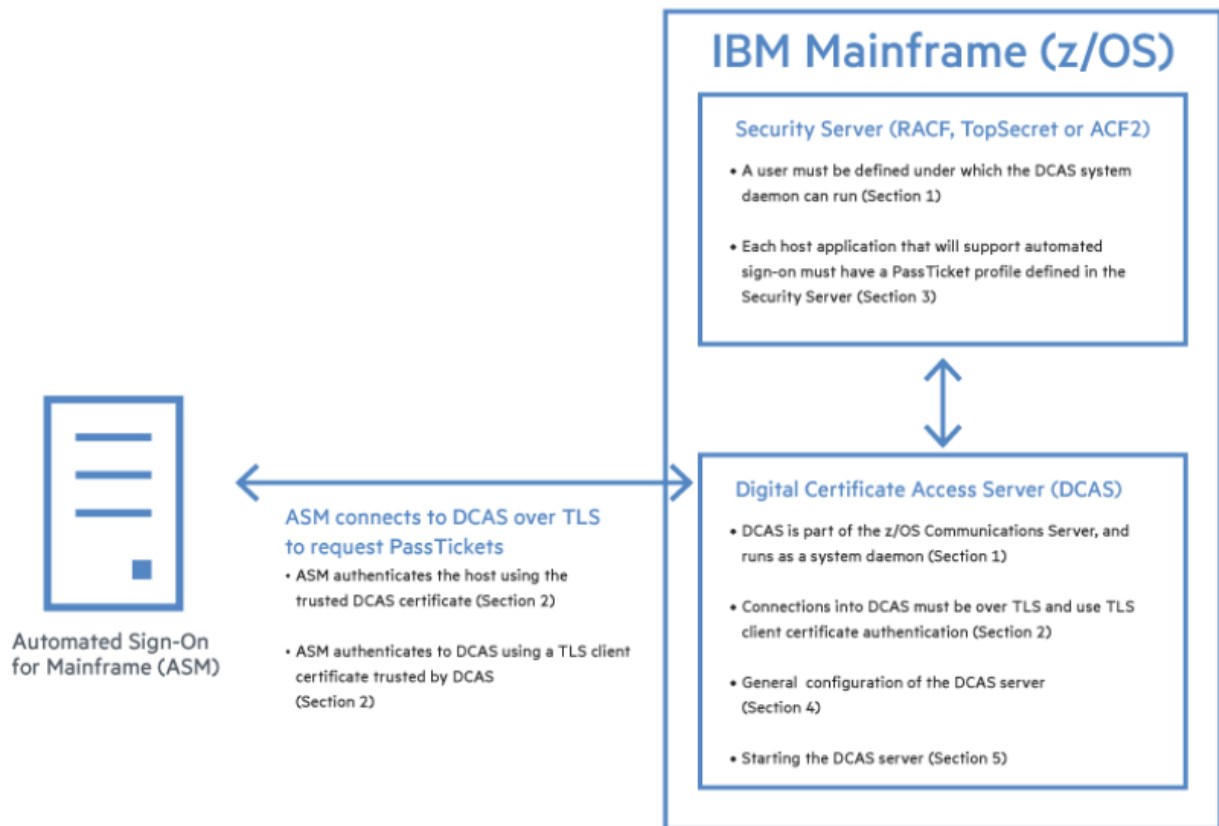 IBM Mainframe (z/OS)
Security Server (RACF, TopSecret or ACF2)
• A user must be defined under which the DCAS system
daemon can run (Section 1)
• Each host application that will support automated
sign-on must have a PassTicket profile defined in the
Security Server (Section 3)
Automated Sign-On
for Mainframe (ASM)
ASM connects to DCAS over TLS
to request PassTickets
• ASM authenticates the host using the
trusted DCAS certificate (Section 2)
• ASM authenticates to DCAS using a TLS client
certificate trusted by DCAS
(Section 2)
Digital Certificate Access Server (DCAS)
• DCAS is part of the z/OS Communications Server, and
runs as a system daemon (Section 1)
• Connections into DCAS must be over TLS and use TLS
client certificate authentication (Section 2)
• General configuration of the DCAS server
(Section 4)
• Starting the DCAS server (Section 5)